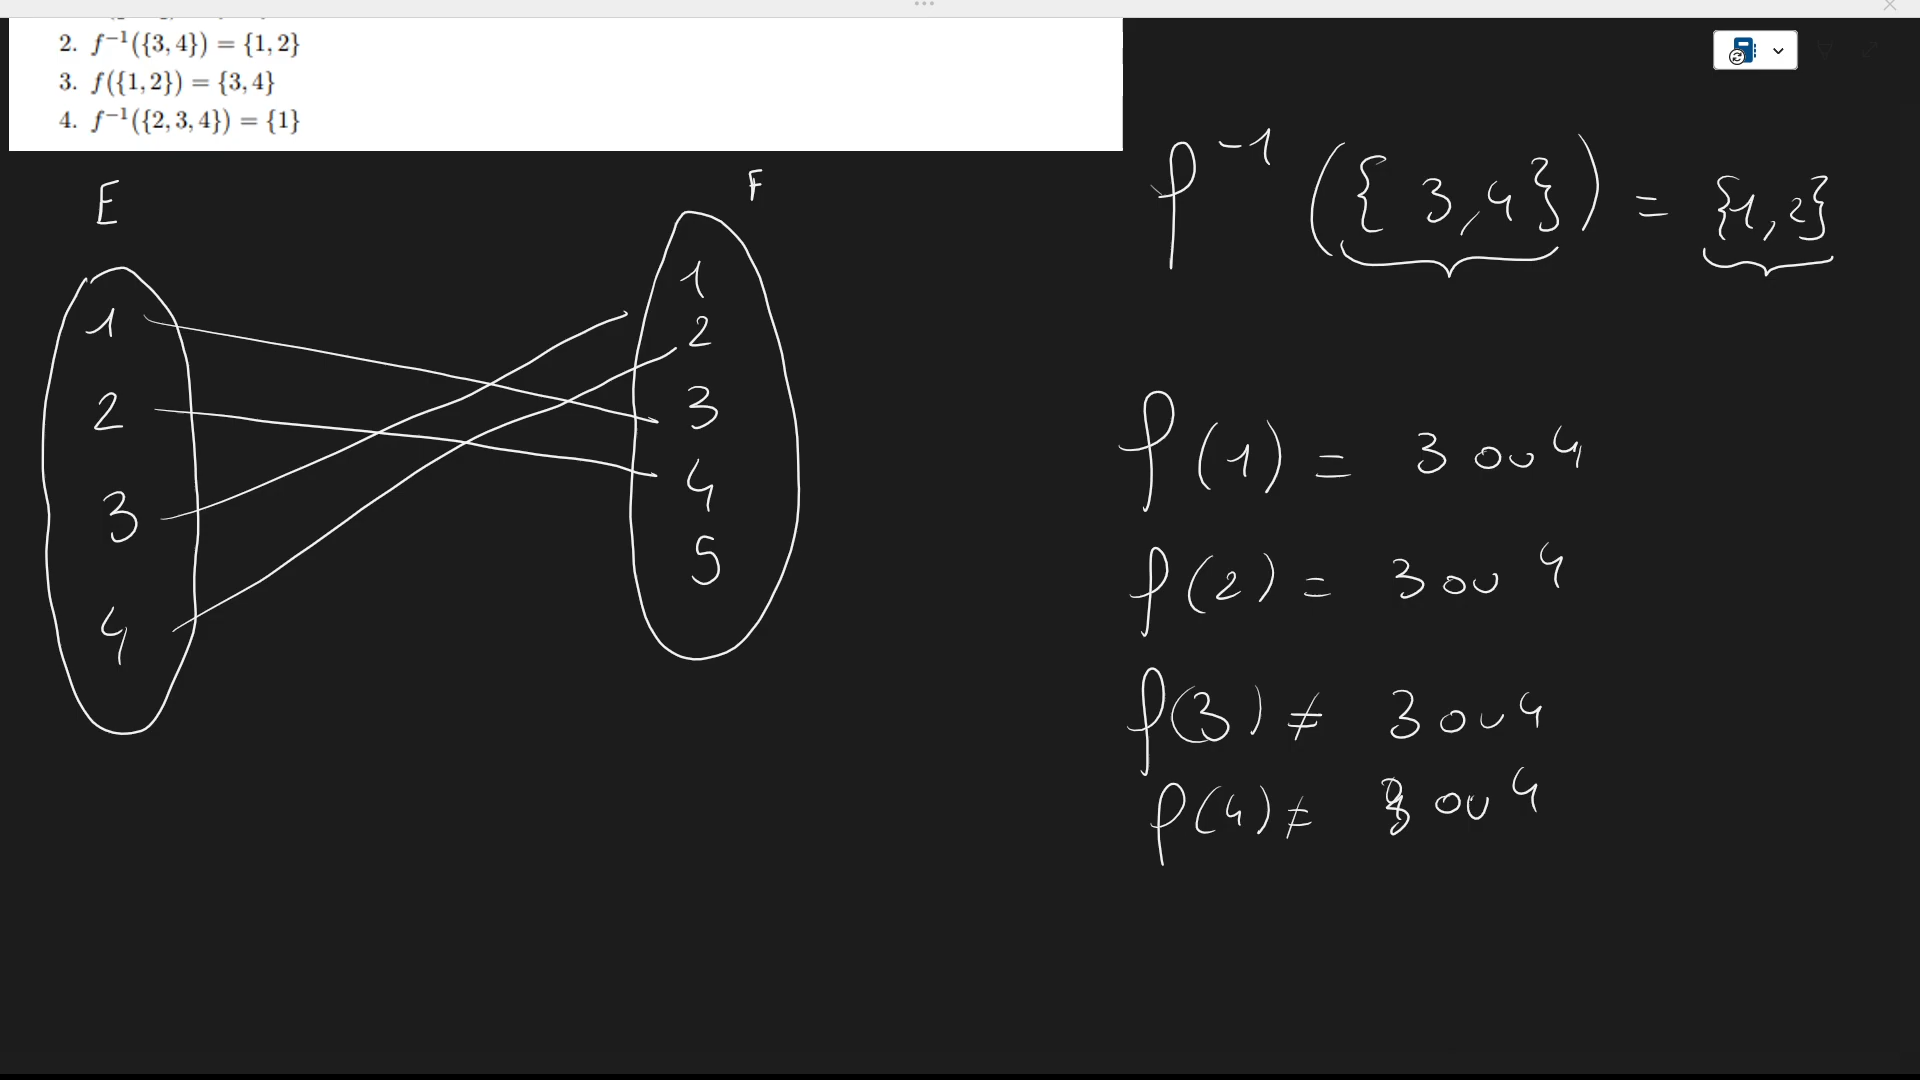 2. f⁻¹({3, 4}) = {1, 2}
3. f({1, 2}) = {3, 4}
4. f⁻¹({2, 3, 4}) = {1}
E
1
2
3
4
F
1
2
3
4
5
f⁻¹({3,4}) = {1,2}
f(1) = 3 ou 4
f(2) = 3 ou 4
f(3) ≠ 3 ou 4
f(4) ≠ 3 ou 4